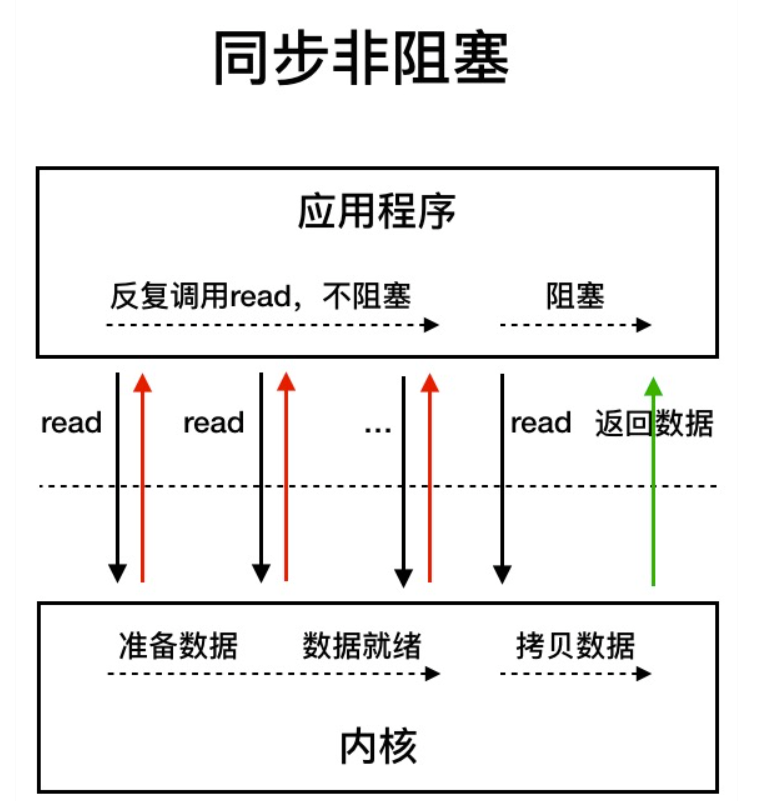 同步非阻塞
应用程序
反复调用read，不阻塞 阻塞
read read ... read 返回数据
准备数据 数据就绪 拷贝数据
内核